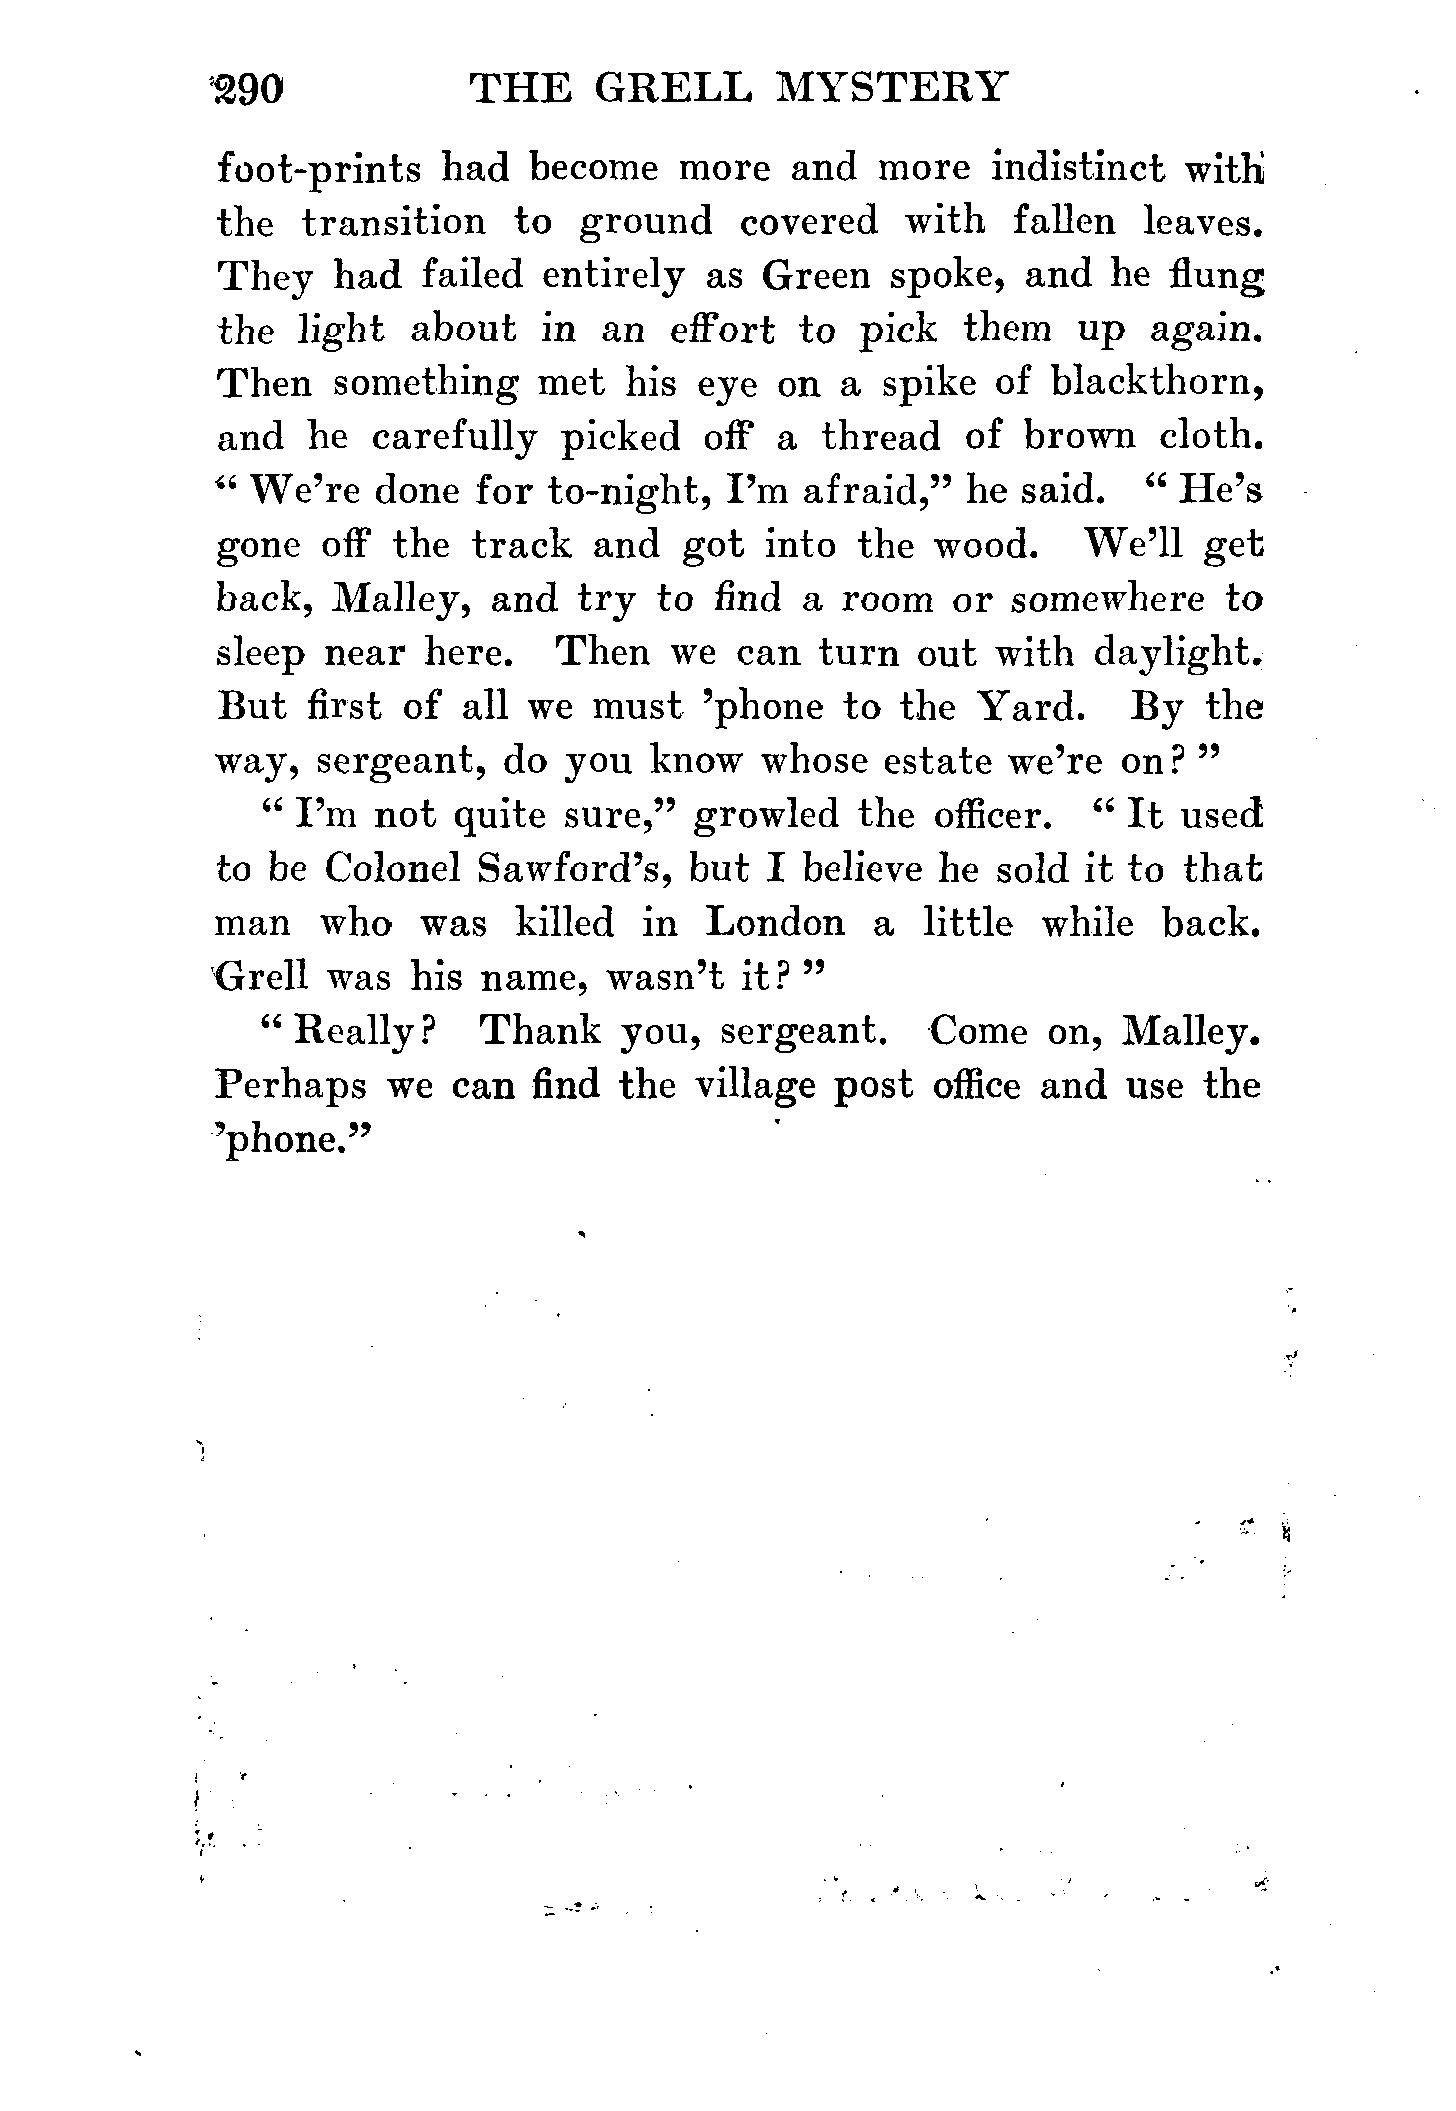 290 THE GRELL MYSTERY
foot-prints had become more and more indistinct with
the transition to ground covered with fallen leaves.
They had failed entirely as Green spoke, and he flung
the light about in an effort to pick them up again.
Then something met his eye on a spike of blackthorn,
and he carefully picked off a thread of brown cloth.
“ We’re done for to-night, I’m afraid,” he said. “ He’s
gone off the track and got into the wood. We’ll get
back, Malley, and try to find a room or somewhere to
sleep near here. Then we can turn out with daylight.
But first of all we must ’phone to the Yard. By the
way, sergeant, do you know whose estate we’re on? ”
“ I’m not quite sure,” growled the officer. “ It used
to be Colonel Sawford’s, but I believe he sold it to that
man who was killed in London a little while back.
Grell was his name, wasn’t it? ”
“ Really? Thank you, sergeant. Come on, Malley.
Perhaps we can find the village post office and use the
’phone.”